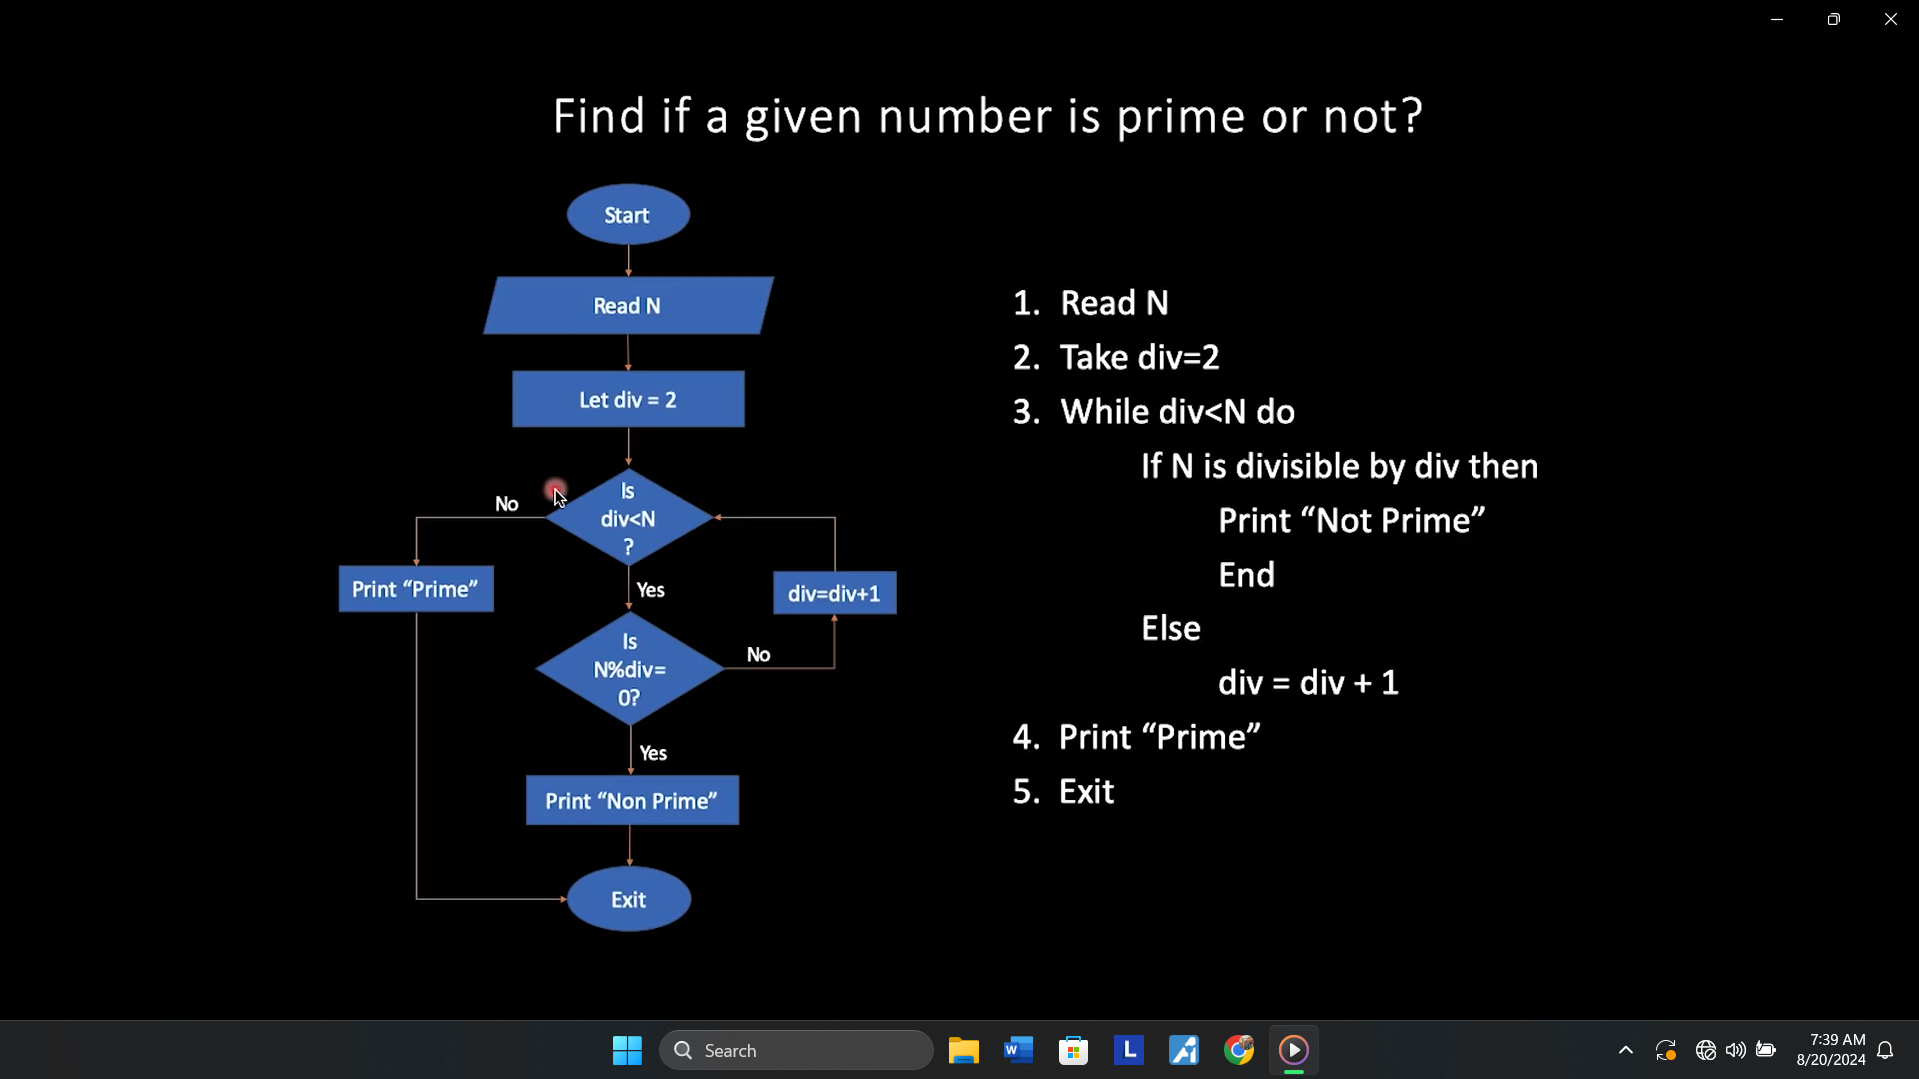 Find if a given number is prime or not?
Start
Read N
Let div = 2
Is
div<N
?
No
Yes
Print “Prime”
div=div+1
Is
N%div=
0?
No
Yes
Print “Non Prime”
Exit
1. Read N
2. Take div=2
3. While div<N do
If N is divisible by div then
Print “Not Prime”
End
Else
div = div + 1
4. Print “Prime”
5. Exit
Search
W
L
7:39 AM
8/20/2024